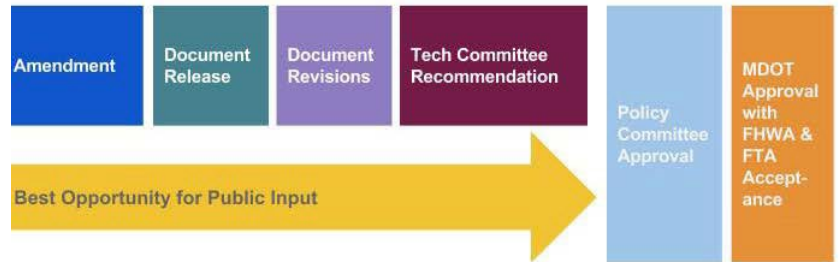 Amendment
Document
Release
Document
Revisions
Tech Committee
Recommendation
Policy
Committee
Approval
MDOT
Approval
with
FHWA &
FTA
Accept-
ance
Best Opportunity for Public Input